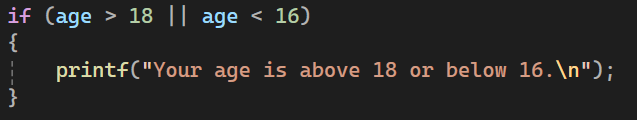 if (age > 18 || age < 16)
{
    printf("Your age is above 18 or below 16.\n");
}